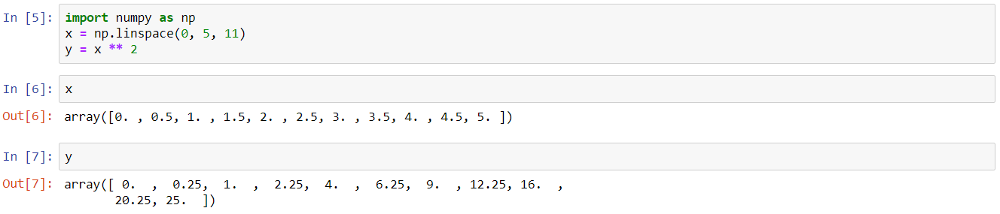 In [5]: import numpy as np
x = np.linspace(0, 5, 11)
y = x ** 2
In [6]: x
Out[6]: array([0. , 0.5, 1. , 1.5, 2. , 2.5, 3. , 3.5, 4. , 4.5, 5. ])
In [7]: y
Out[7]: array([ 0.  ,  0.25,  1.  ,  2.25,  4.  ,  6.25,  9.  , 12.25, 16.  ,
20.25, 25.  ])